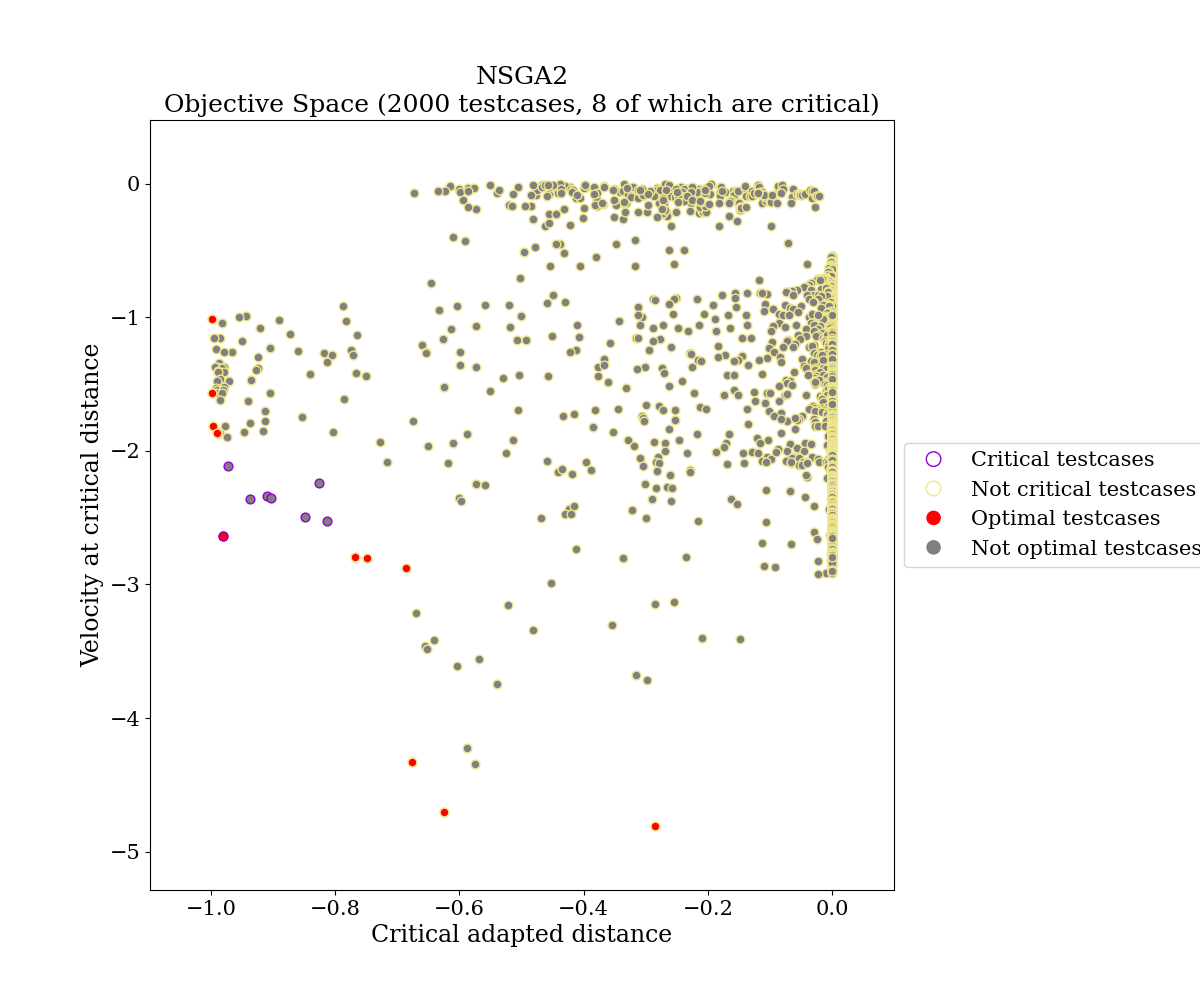 NSGA2
Objective Space (2000 testcases, 8 of which are critical)
0
−1
−2
−3
−4
−5
Velocity at critical distance
−1.0
−0.8
−0.6
−0.4
−0.2
0.0
Critical adapted distance
Critical testcases
Not critical testcases
Optimal testcases
Not optimal testcases